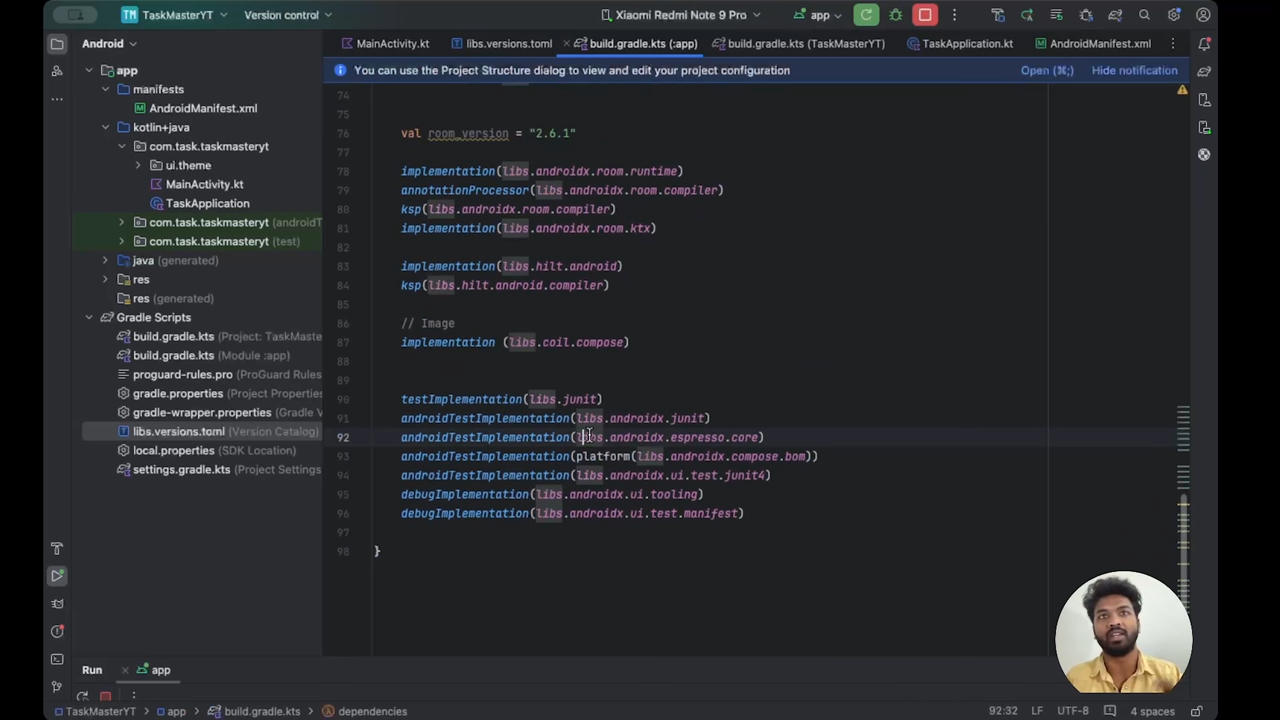 TaskMasterYT
Version control
Xiaomi Redmi Note 9 Pro
app
Android
MainActivity.kt
libs.versions.toml
build.gradle.kts (:app)
build.gradle.kts (TaskMasterYT)
TaskApplication.kt
AndroidManifest.xml
You can use the Project Structure dialog to view and edit your project configuration
Open (⌘;)
Hide notification
app
manifests
AndroidManifest.xml
kotlin+java
com.task.taskmasteryt
ui.theme
MainActivity.kt
TaskApplication
com.task.taskmasteryt (androidT
com.task.taskmasteryt (test)
java (generated)
res
res (generated)
Gradle Scripts
build.gradle.kts (Project: TaskMaste
build.gradle.kts (Module :app)
proguard-rules.pro (ProGuard Rules
gradle.properties (Project Properties
gradle-wrapper.properties (Gradle V
libs.versions.toml (Version Catalog)
local.properties (SDK Location)
settings.gradle.kts (Project Settings
74
75
76 val room_version = "2.6.1"
77
78 implementation(libs.androidx.room.runtime)
79 annotationProcessor(libs.androidx.room.compiler)
80 ksp(libs.androidx.room.compiler)
81 implementation(libs.androidx.room.ktx)
82
83 implementation(libs.hilt.android)
84 ksp(libs.hilt.android.compiler)
85
86 // Image
87 implementation (libs.coil.compose)
88
89
90 testImplementation(libs.junit)
91 androidTestImplementation(libs.androidx.junit)
92 androidTestImplementation(libs.androidx.espresso.core)
93 androidTestImplementation(platform(libs.androidx.compose.bom))
94 androidTestImplementation(libs.androidx.ui.test.junit4)
95 debugImplementation(libs.androidx.ui.tooling)
96 debugImplementation(libs.androidx.ui.test.manifest)
97
98 }
Run
app
TaskMasterYT > app > build.gradle.kts > dependencies
92:32 LF UTF-8 4 spaces